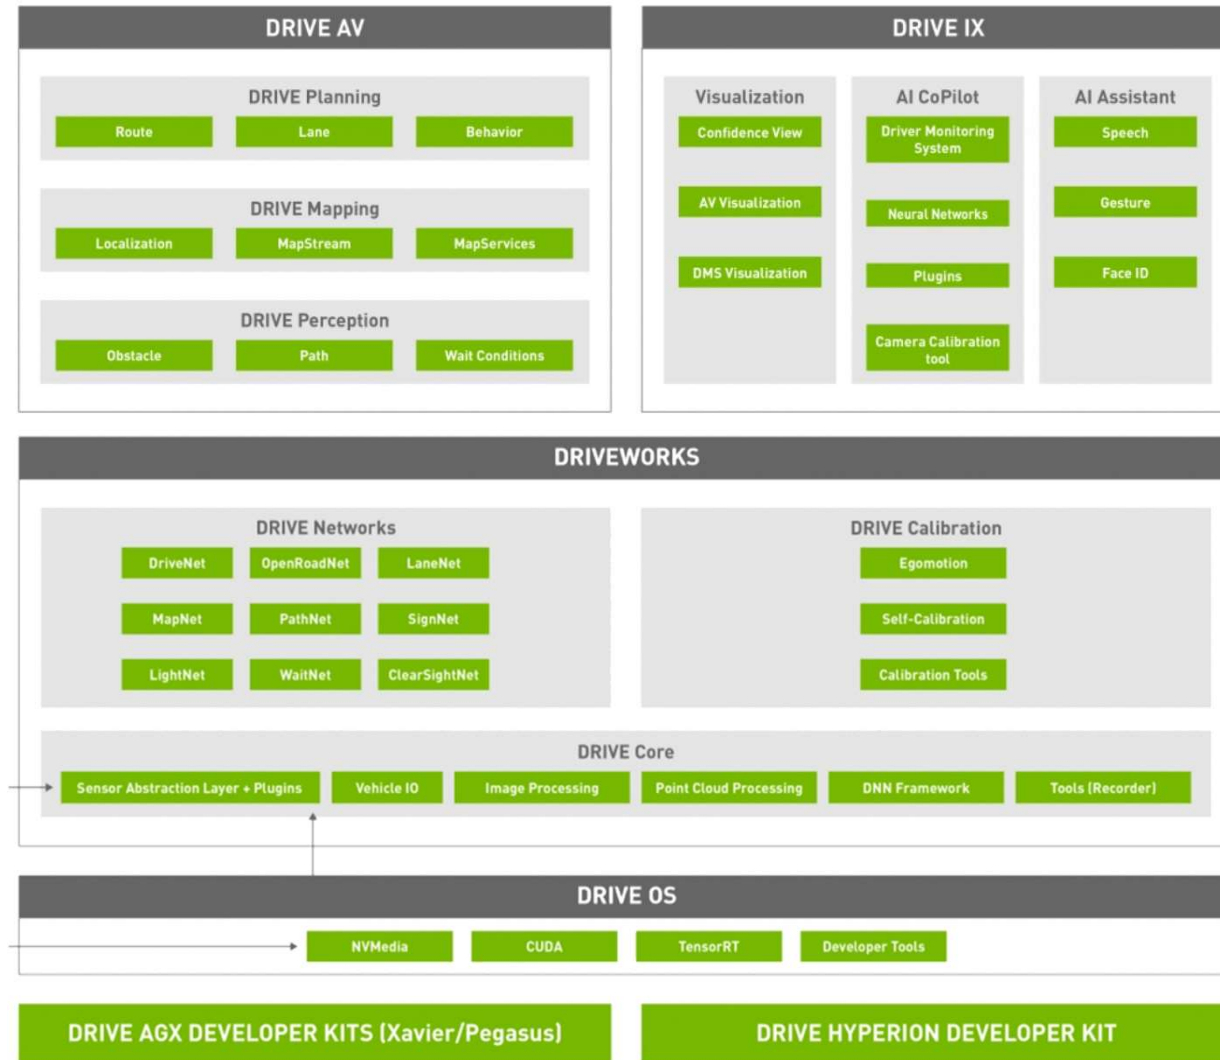 DRIVE AV
DRIVE Planning
Route
Lane
Behavior
DRIVE Mapping
Localization
MapStream
MapServices
DRIVE Perception
Obstacle
Path
Wait Conditions
DRIVE IX
Visualization
Confidence View
AV Visualization
DMS Visualization
AI CoPilot
Driver Monitoring
System
Neural Networks
Plugins
Camera Calibration
tool
AI Assistant
Speech
Gesture
Face ID
DRIVEWORKS
DRIVE Networks
DriveNet
OpenRoadNet
LaneNet
MapNet
PathNet
SignNet
LightNet
WaitNet
ClearSightNet
DRIVE Calibration
Egomotion
Self-Calibration
Calibration Tools
DRIVE Core
Sensor Abstraction Layer + Plugins
Vehicle IO
Image Processing
Point Cloud Processing
DNN Framework
Tools (Recorder)
DRIVE OS
NVMedia
CUDA
TensorRT
Developer Tools
DRIVE AGX DEVELOPER KITS (Xavier/Pegasus)
DRIVE HYPERION DEVELOPER KIT